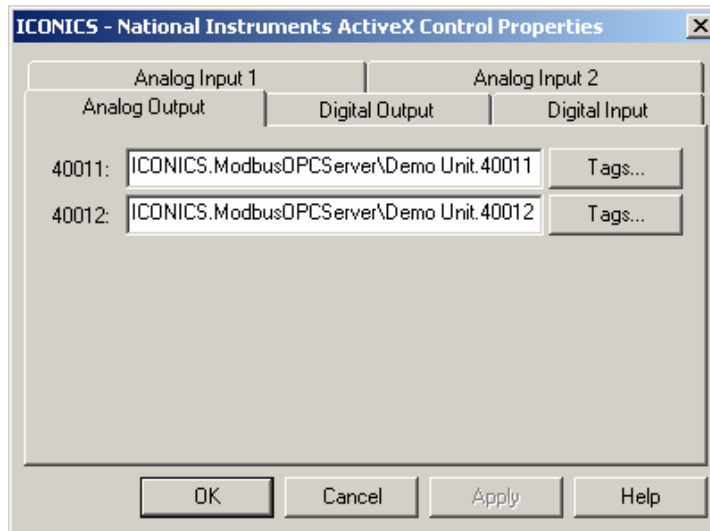 ICONICS - National Instruments ActiveX Control Properties
Analog Input 1 Analog Input 2
Analog Output Digital Output Digital Input
40011: ICONICS.ModbusOPCServer\Demo Unit.40011 Tags...
40012: ICONICS.ModbusOPCServer\Demo Unit.40012 Tags...
OK Cancel Apply Help